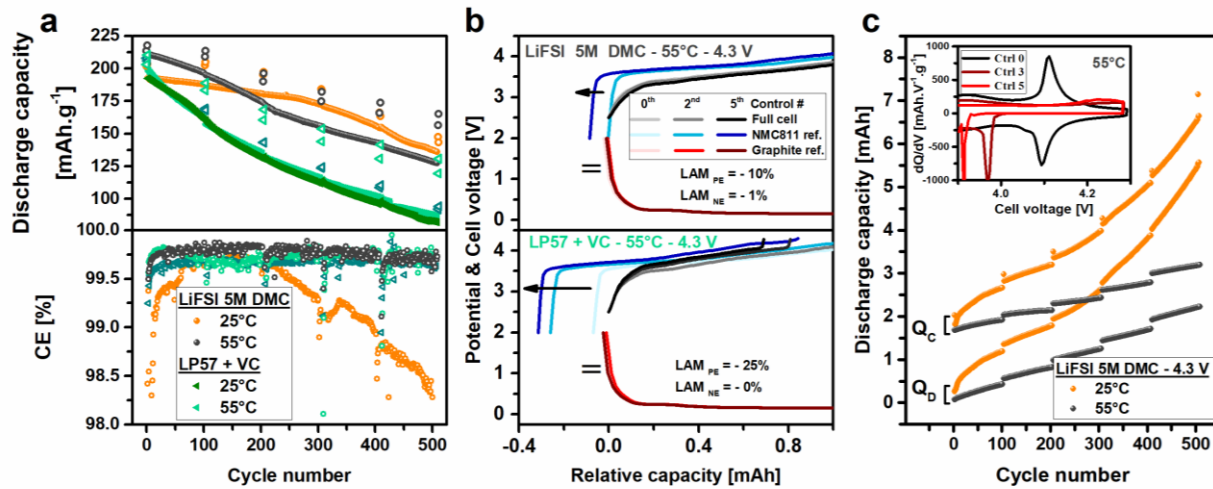 a
Discharge capacity
[mAh.g⁻¹]
225
200
175
150
125
100
100.0
99.5
99.0
98.5
98.0
CE [%]
LiFSI 5M DMC
25°C
55°C
LP57 + VC
25°C
55°C
0 100 200 300 400 500
Cycle number
b
Potential & Cell voltage [V]
LiFSI 5M DMC - 55°C - 4.3 V
4
3
2
1
0
0th 2nd 5th Control #
Full cell
NMC811 ref.
Graphite ref.
LAM PE = - 10%
LAM NE = - 1%
LP57 + VC - 55°C - 4.3 V
4
3
2
1
0
LAM PE = - 25%
LAM NE = - 0%
-0.4 0.0 0.4 0.8
Relative capacity [mAh]
c
Discharge capacity [mAh]
8
7
6
5
4
3
2
1
0
dQ/dV [mAh.V⁻¹.g⁻¹]
1000
500
0
-500
-1000
Ctrl 0
Ctrl 3
Ctrl 5
55°C
4.0 4.2
Cell voltage [V]
QC
QD
LiFSI 5M DMC - 4.3 V
25°C
55°C
0 100 200 300 400 500
Cycle number